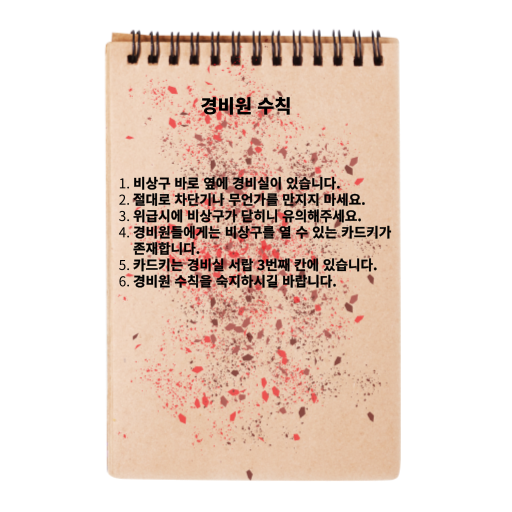 경비원 수칙
1. 비상구 바로 옆에 경비실이 있습니다.
2. 절대로 차단기나 무언가를 만지지 마세요.
3. 위급시에 비상구가 닫히니 유의해주세요.
4. 경비원들에게는 비상구를 열 수 있는 카드키가
존재합니다.
5. 카드키는 경비실 서랍 3번째 칸에 있습니다.
6. 경비원 수칙을 숙지하시길 바랍니다.